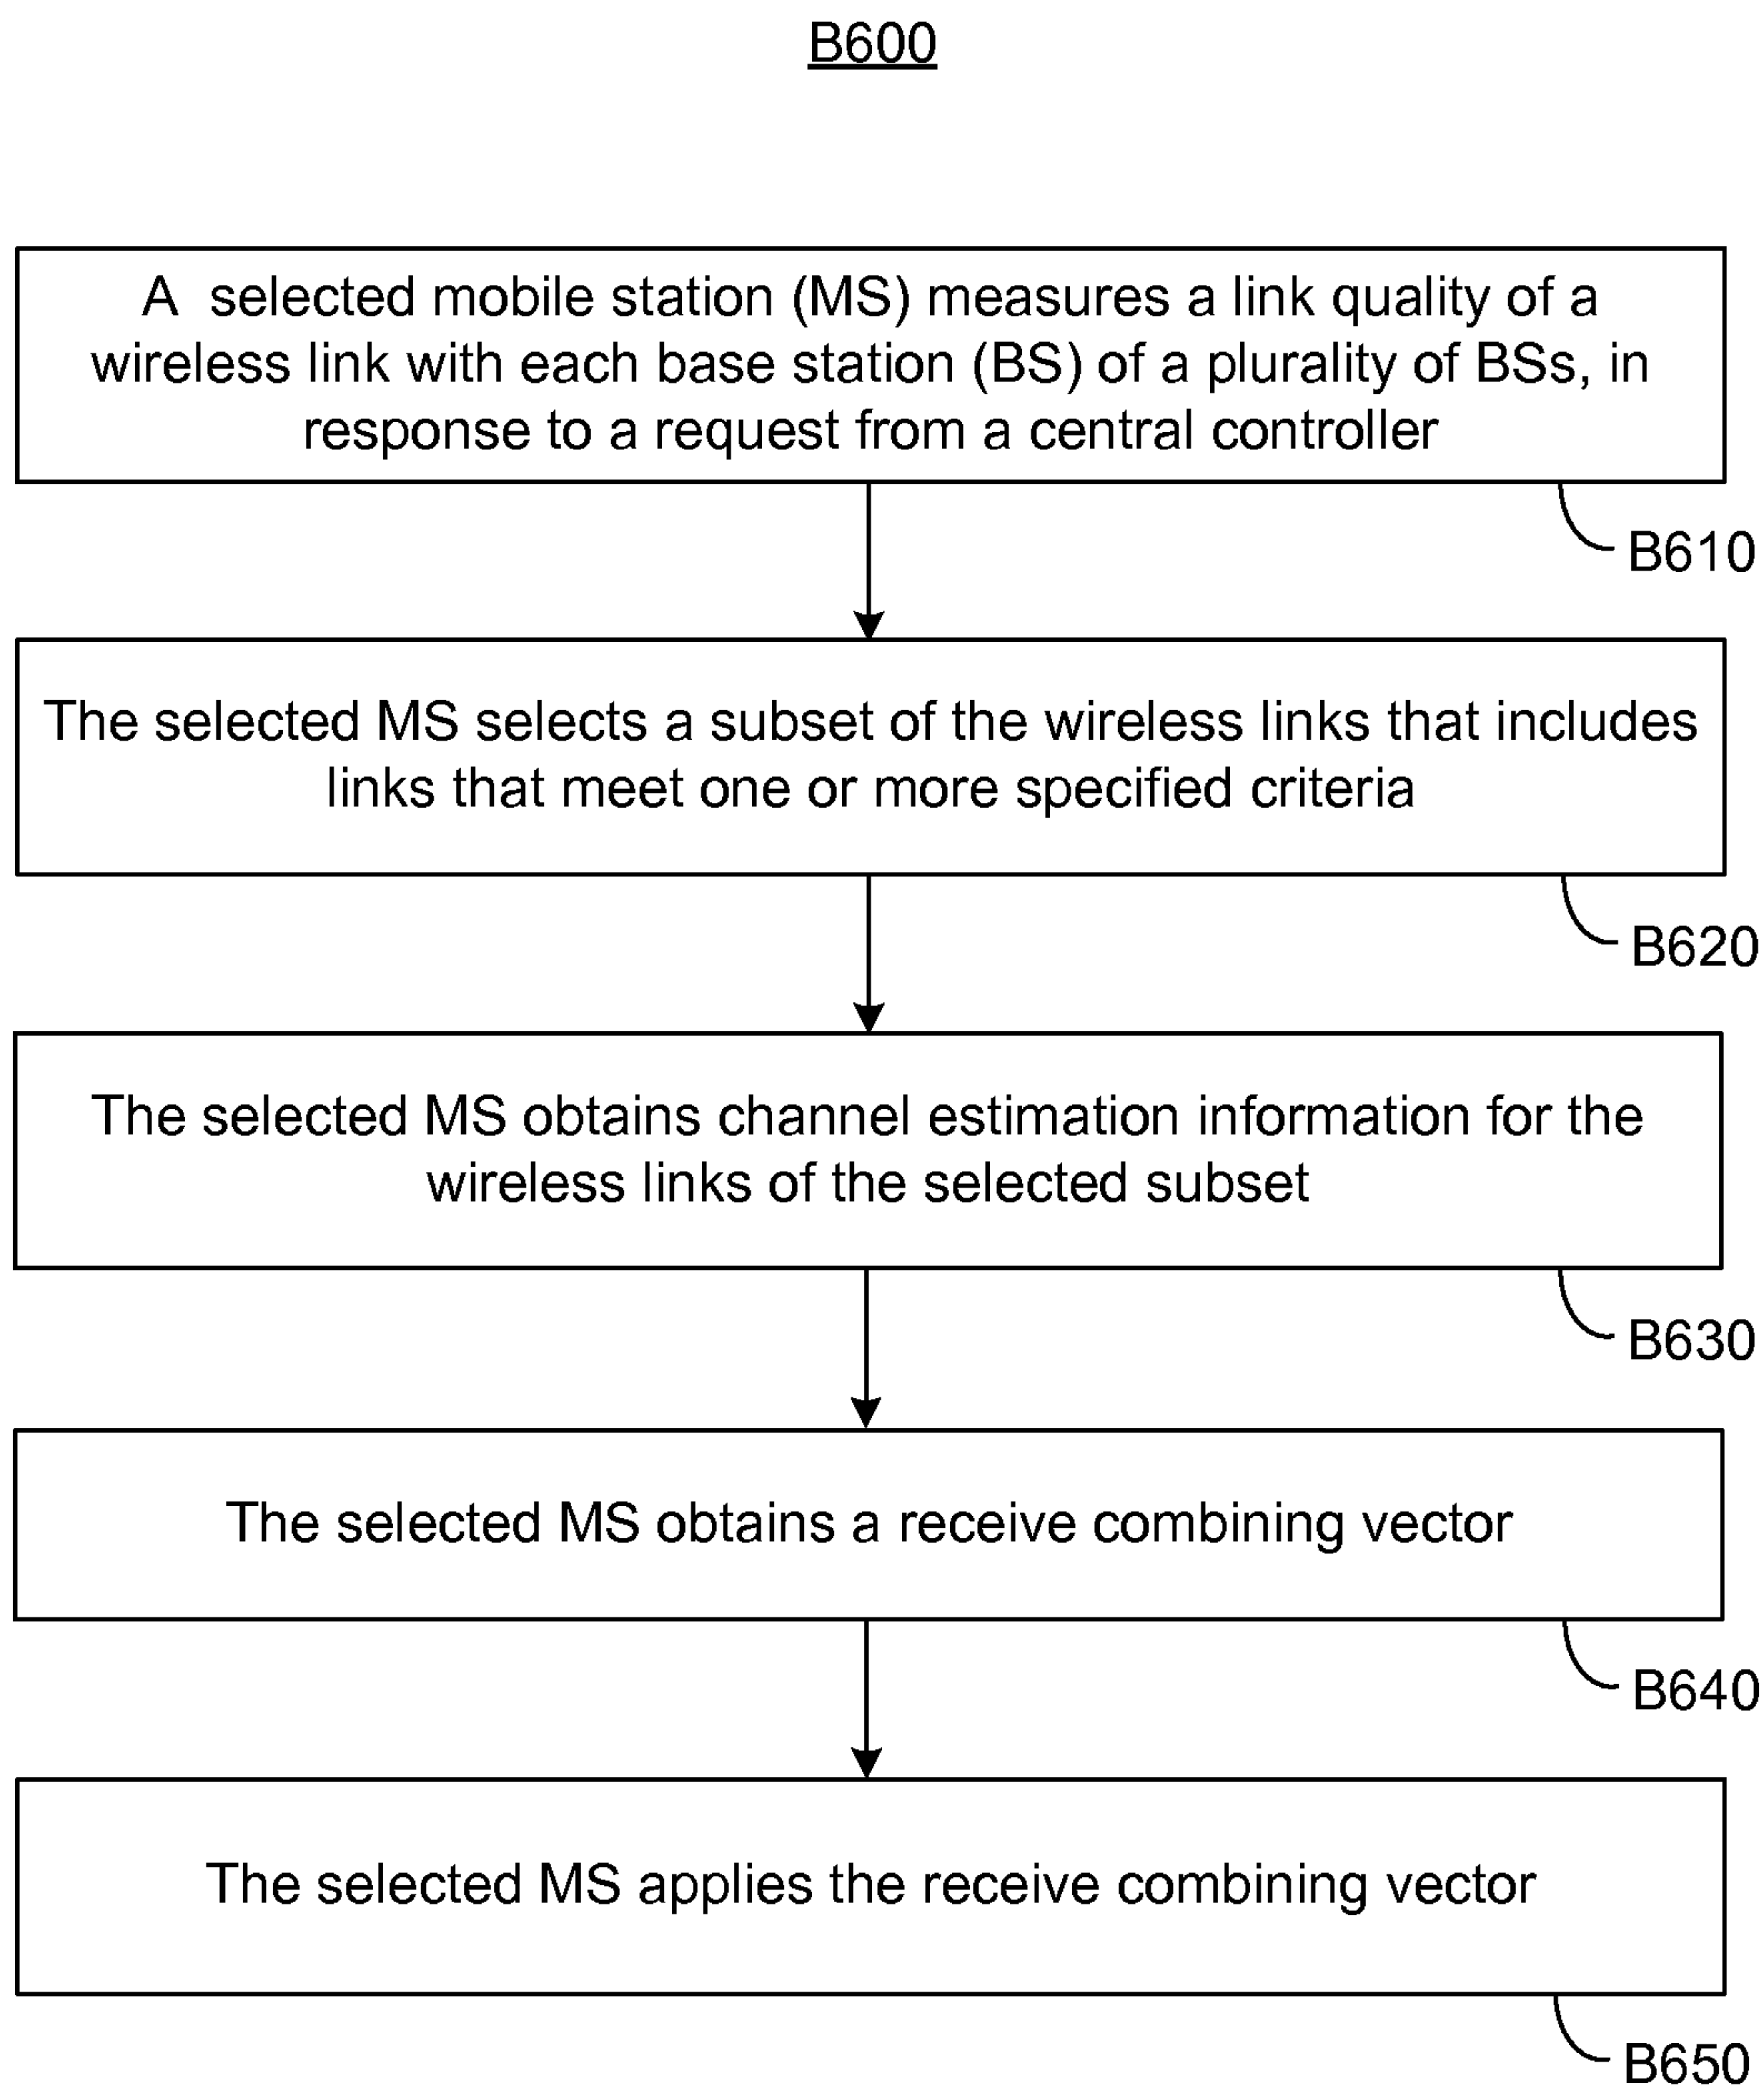 B600
A selected mobile station (MS) measures a link quality of a
wireless link with each base station (BS) of a plurality of BSs, in
response to a request from a central controller
B610
The selected MS selects a subset of the wireless links that includes
links that meet one or more specified criteria
B620
The selected MS obtains channel estimation information for the
wireless links of the selected subset
B630
The selected MS obtains a receive combining vector
B640
The selected MS applies the receive combining vector
B650